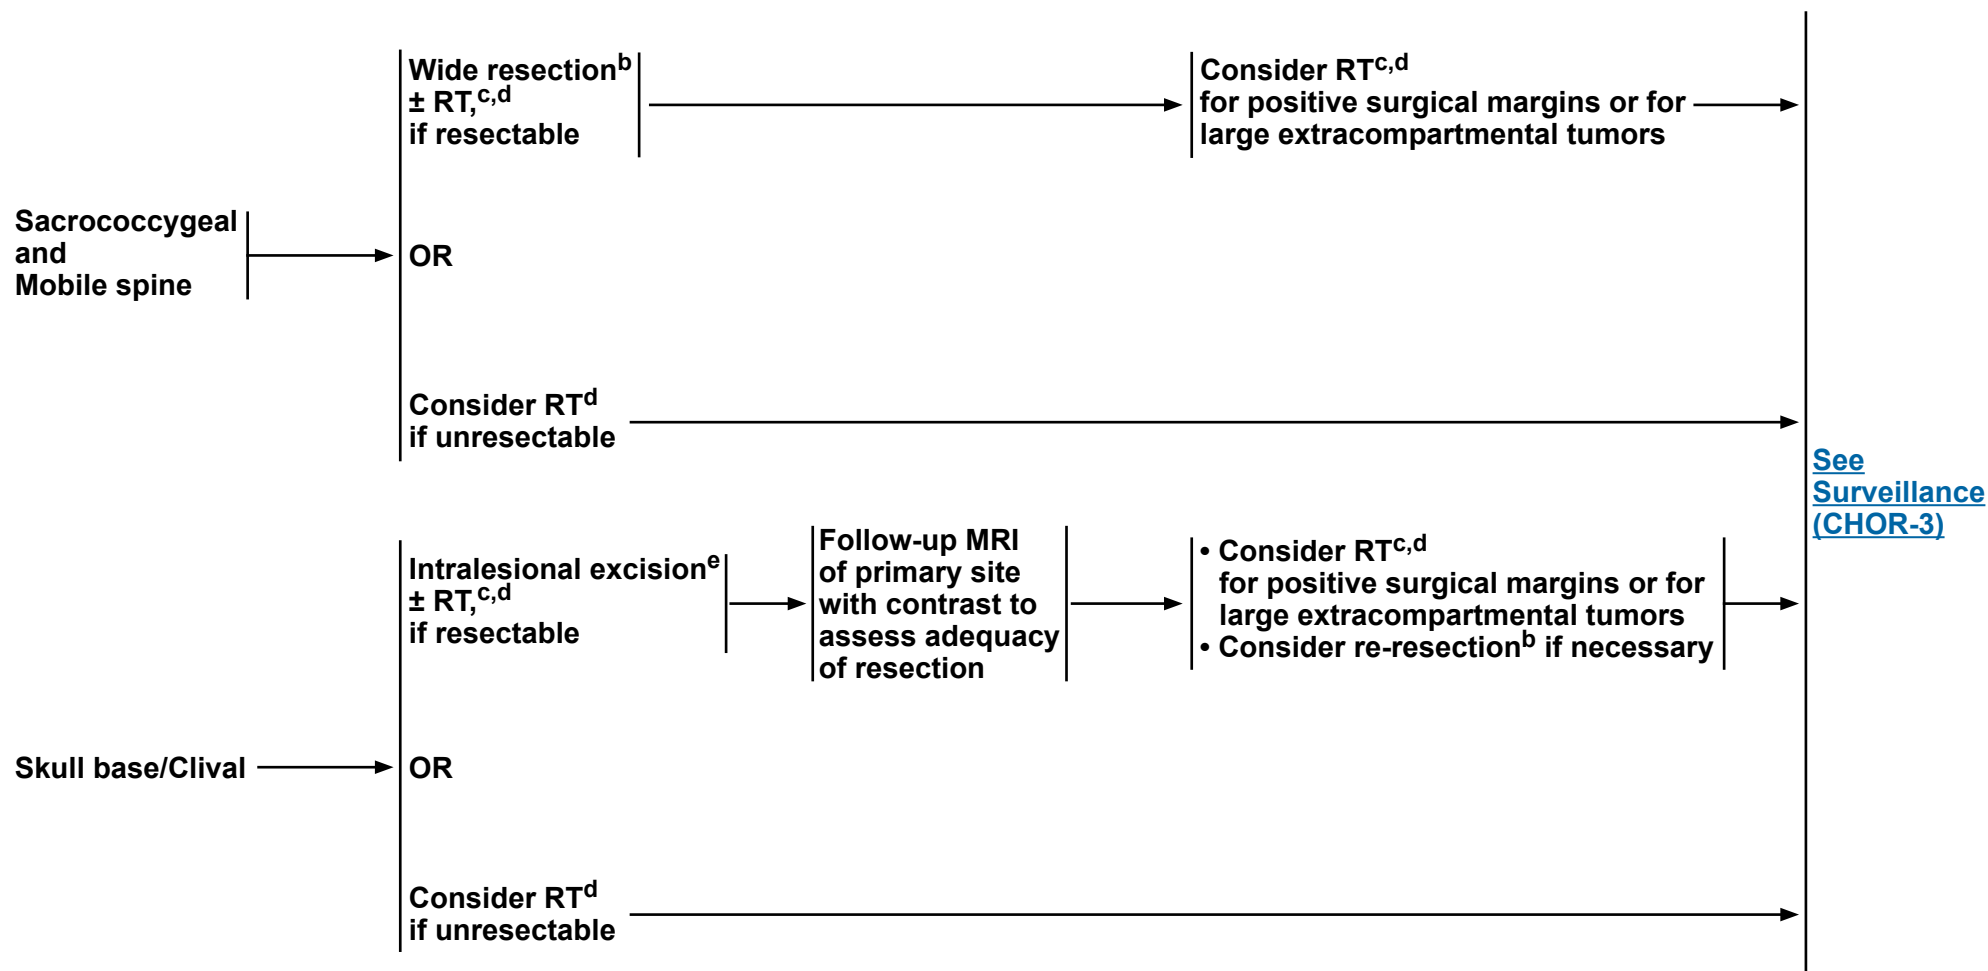 Sacrococcygeal
and
Mobile spine
Wide resectionb
± RT,c,d
if resectable
Consider RTc,d
for positive surgical margins or for
large extracompartmental tumors
OR
Consider RTd
if unresectable
Skull base/Clival
Intralesional excisione
± RT,c,d
if resectable
Follow-up MRI
of primary site
with contrast to
assess adequacy
of resection
• Consider RTc,d
for positive surgical margins or for
large extracompartmental tumors
• Consider re-resectionb if necessary
OR
Consider RTd
if unresectable
See
Surveillance
(CHOR-3)